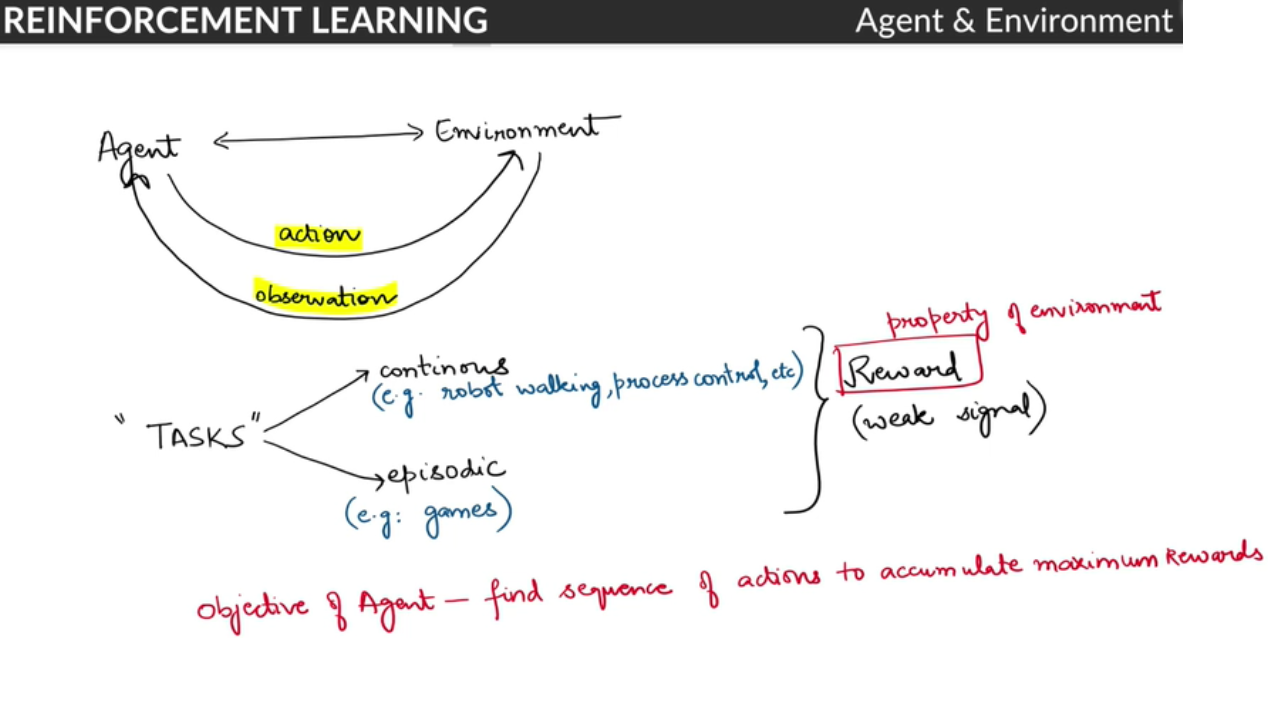 REINFORCEMENT LEARNING
Agent & Environment
Agent
Environment
action
observation
property of environment
continous
Reward
(e.g. robot walking, process control, etc)
(weak signal)
" TASKS "
episodic
(e.g: games)
Objective of Agent — find sequence of actions to accumulate maximum Rewards